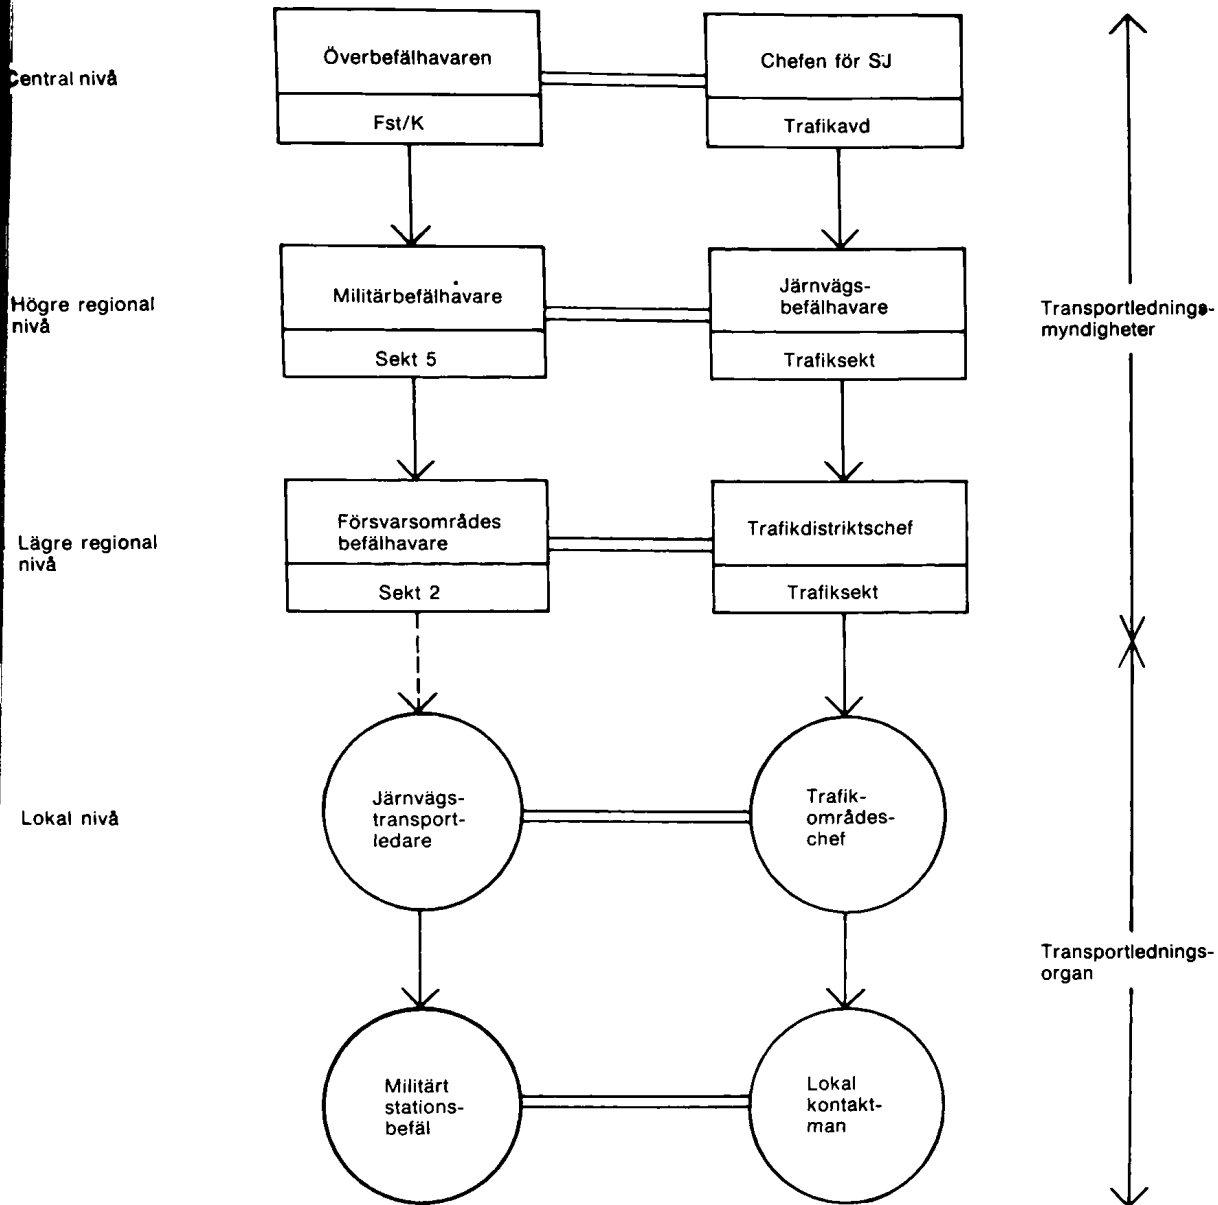 Central nivå
Överbefälhavaren
Fst/K
Chefen för SJ
Trafikavd
Högre regional
nivå
Militärbefälhavare
Sekt 5
Järnvägs-
befälhavare
Trafiksekt
Transportlednings-
myndigheter
Lägre regional
nivå
Försvarsområdes
befälhavare
Sekt 2
Trafikdistriktschef
Trafiksekt
Lokal nivå
Järnvägs-
transport-
ledare
Trafik-
områdes-
chef
Transportlednings-
organ
Militärt
stations-
befäl
Lokal
kontakt-
man